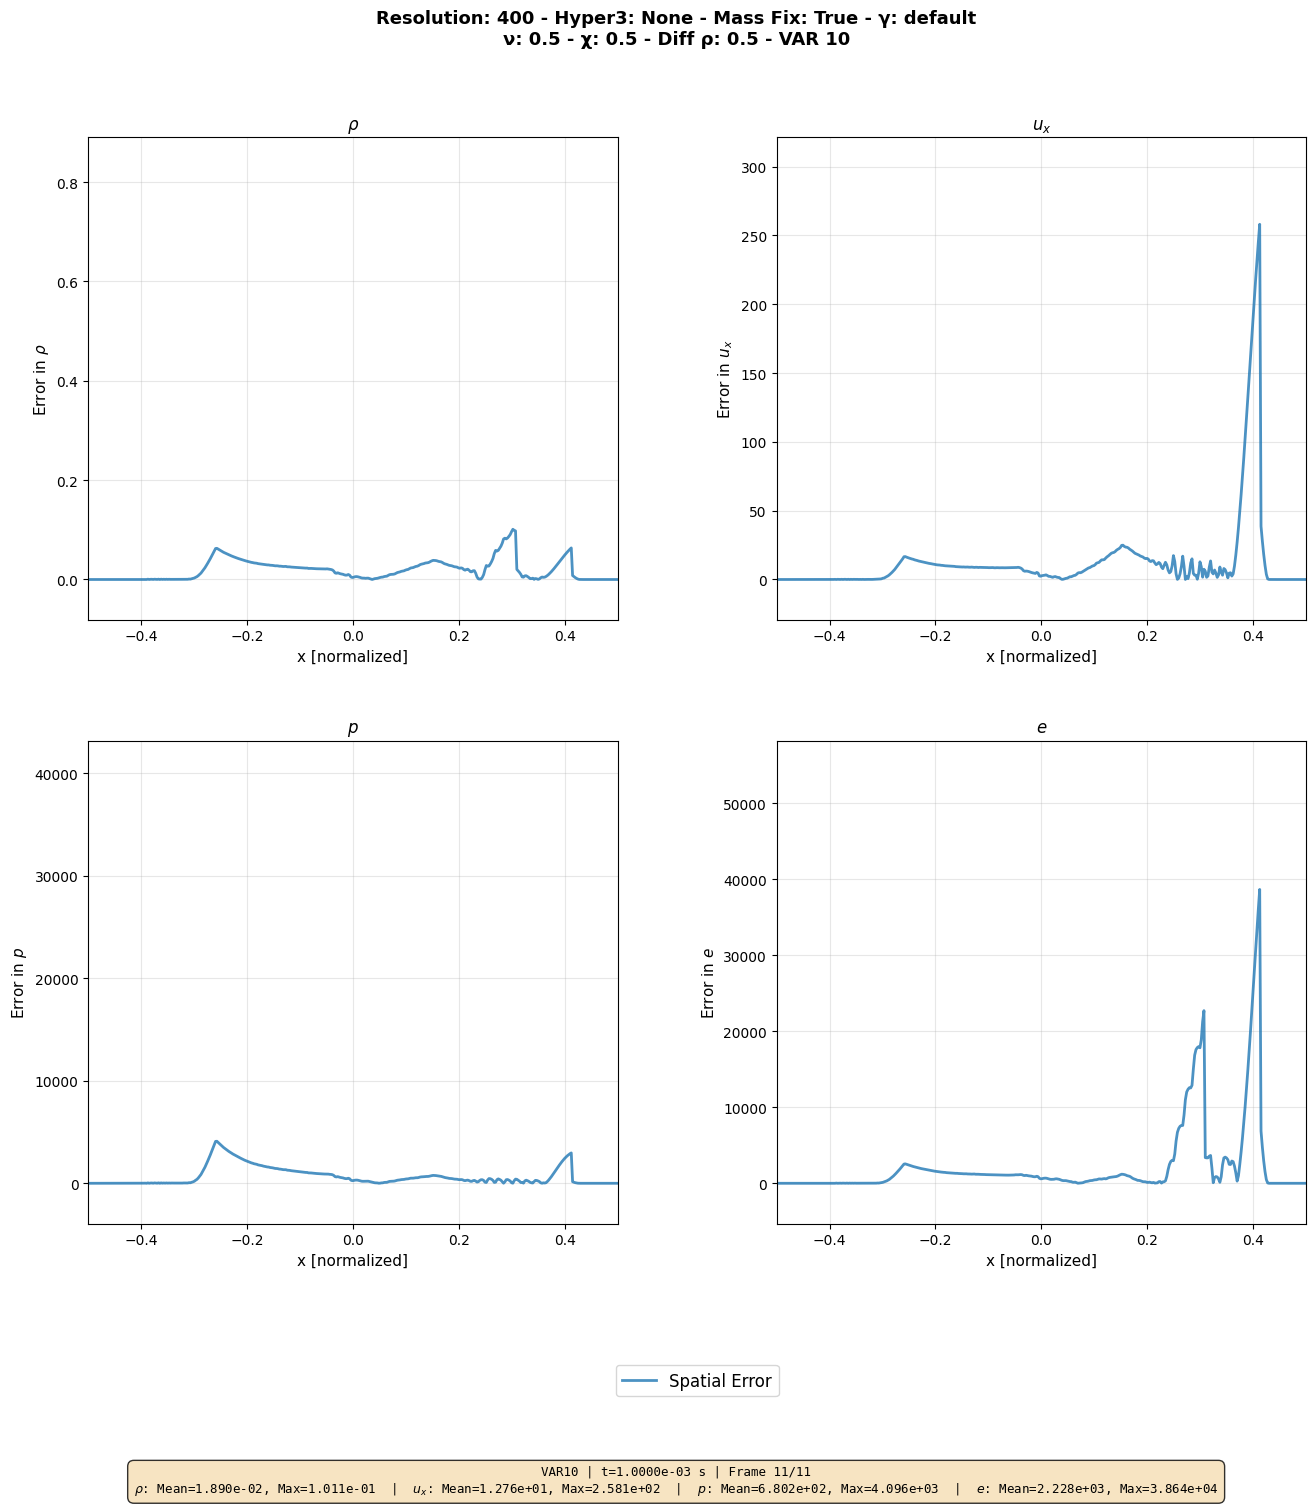 Resolution: 400 - Hyper3: None - Mass Fix: True - γ: default
ν: 0.5 - χ: 0.5 - Diff ρ: 0.5 - VAR 10
ρ
0.8
0.6
0.4
0.2
0.0
Error in ρ
−0.4 −0.2 0.0 0.2 0.4
x [normalized]
uₓ
300
250
200
150
100
50
0
Error in uₓ
−0.4 −0.2 0.0 0.2 0.4
x [normalized]
p
40000
30000
20000
10000
0
Error in p
−0.4 −0.2 0.0 0.2 0.4
x [normalized]
e
50000
40000
30000
20000
10000
0
Error in e
−0.4 −0.2 0.0 0.2 0.4
x [normalized]
Spatial Error
VAR10 | t=1.0000e-03 s | Frame 11/11
ρ: Mean=1.890e-02, Max=1.011e-01 | uₓ: Mean=1.276e+01, Max=2.581e+02 | p: Mean=6.802e+02, Max=4.096e+03 | e: Mean=2.228e+03, Max=3.864e+04